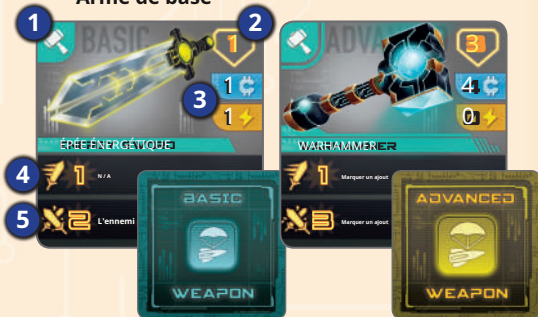 Arme de base
1
2
BASIC
ADVANCED
1
3
3
1
4
1
0
ÉPÉE ÉNERGÉTIQUE
WARHAMMER
4
1
N/A
1
Marquer un ajout
5
2
L'ennemi
3
Marquer un ajout
BASIC
WEAPON
ADVANCED
WEAPON